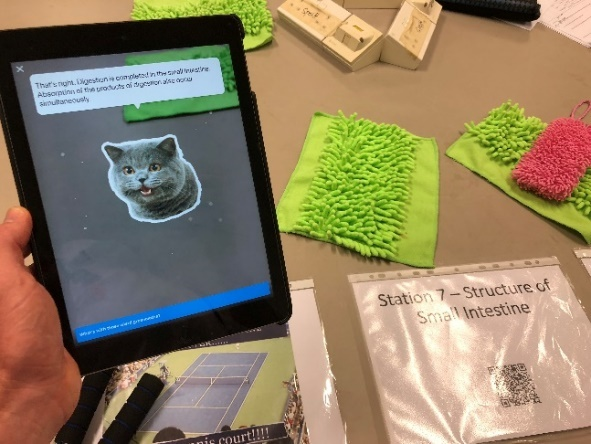 That's right. Digestion is completed in the small intestine.
Absorption of the products of digestion also occur
simultaneously.
Station 7 – Structure of
Small Intestine
nis court!!!!